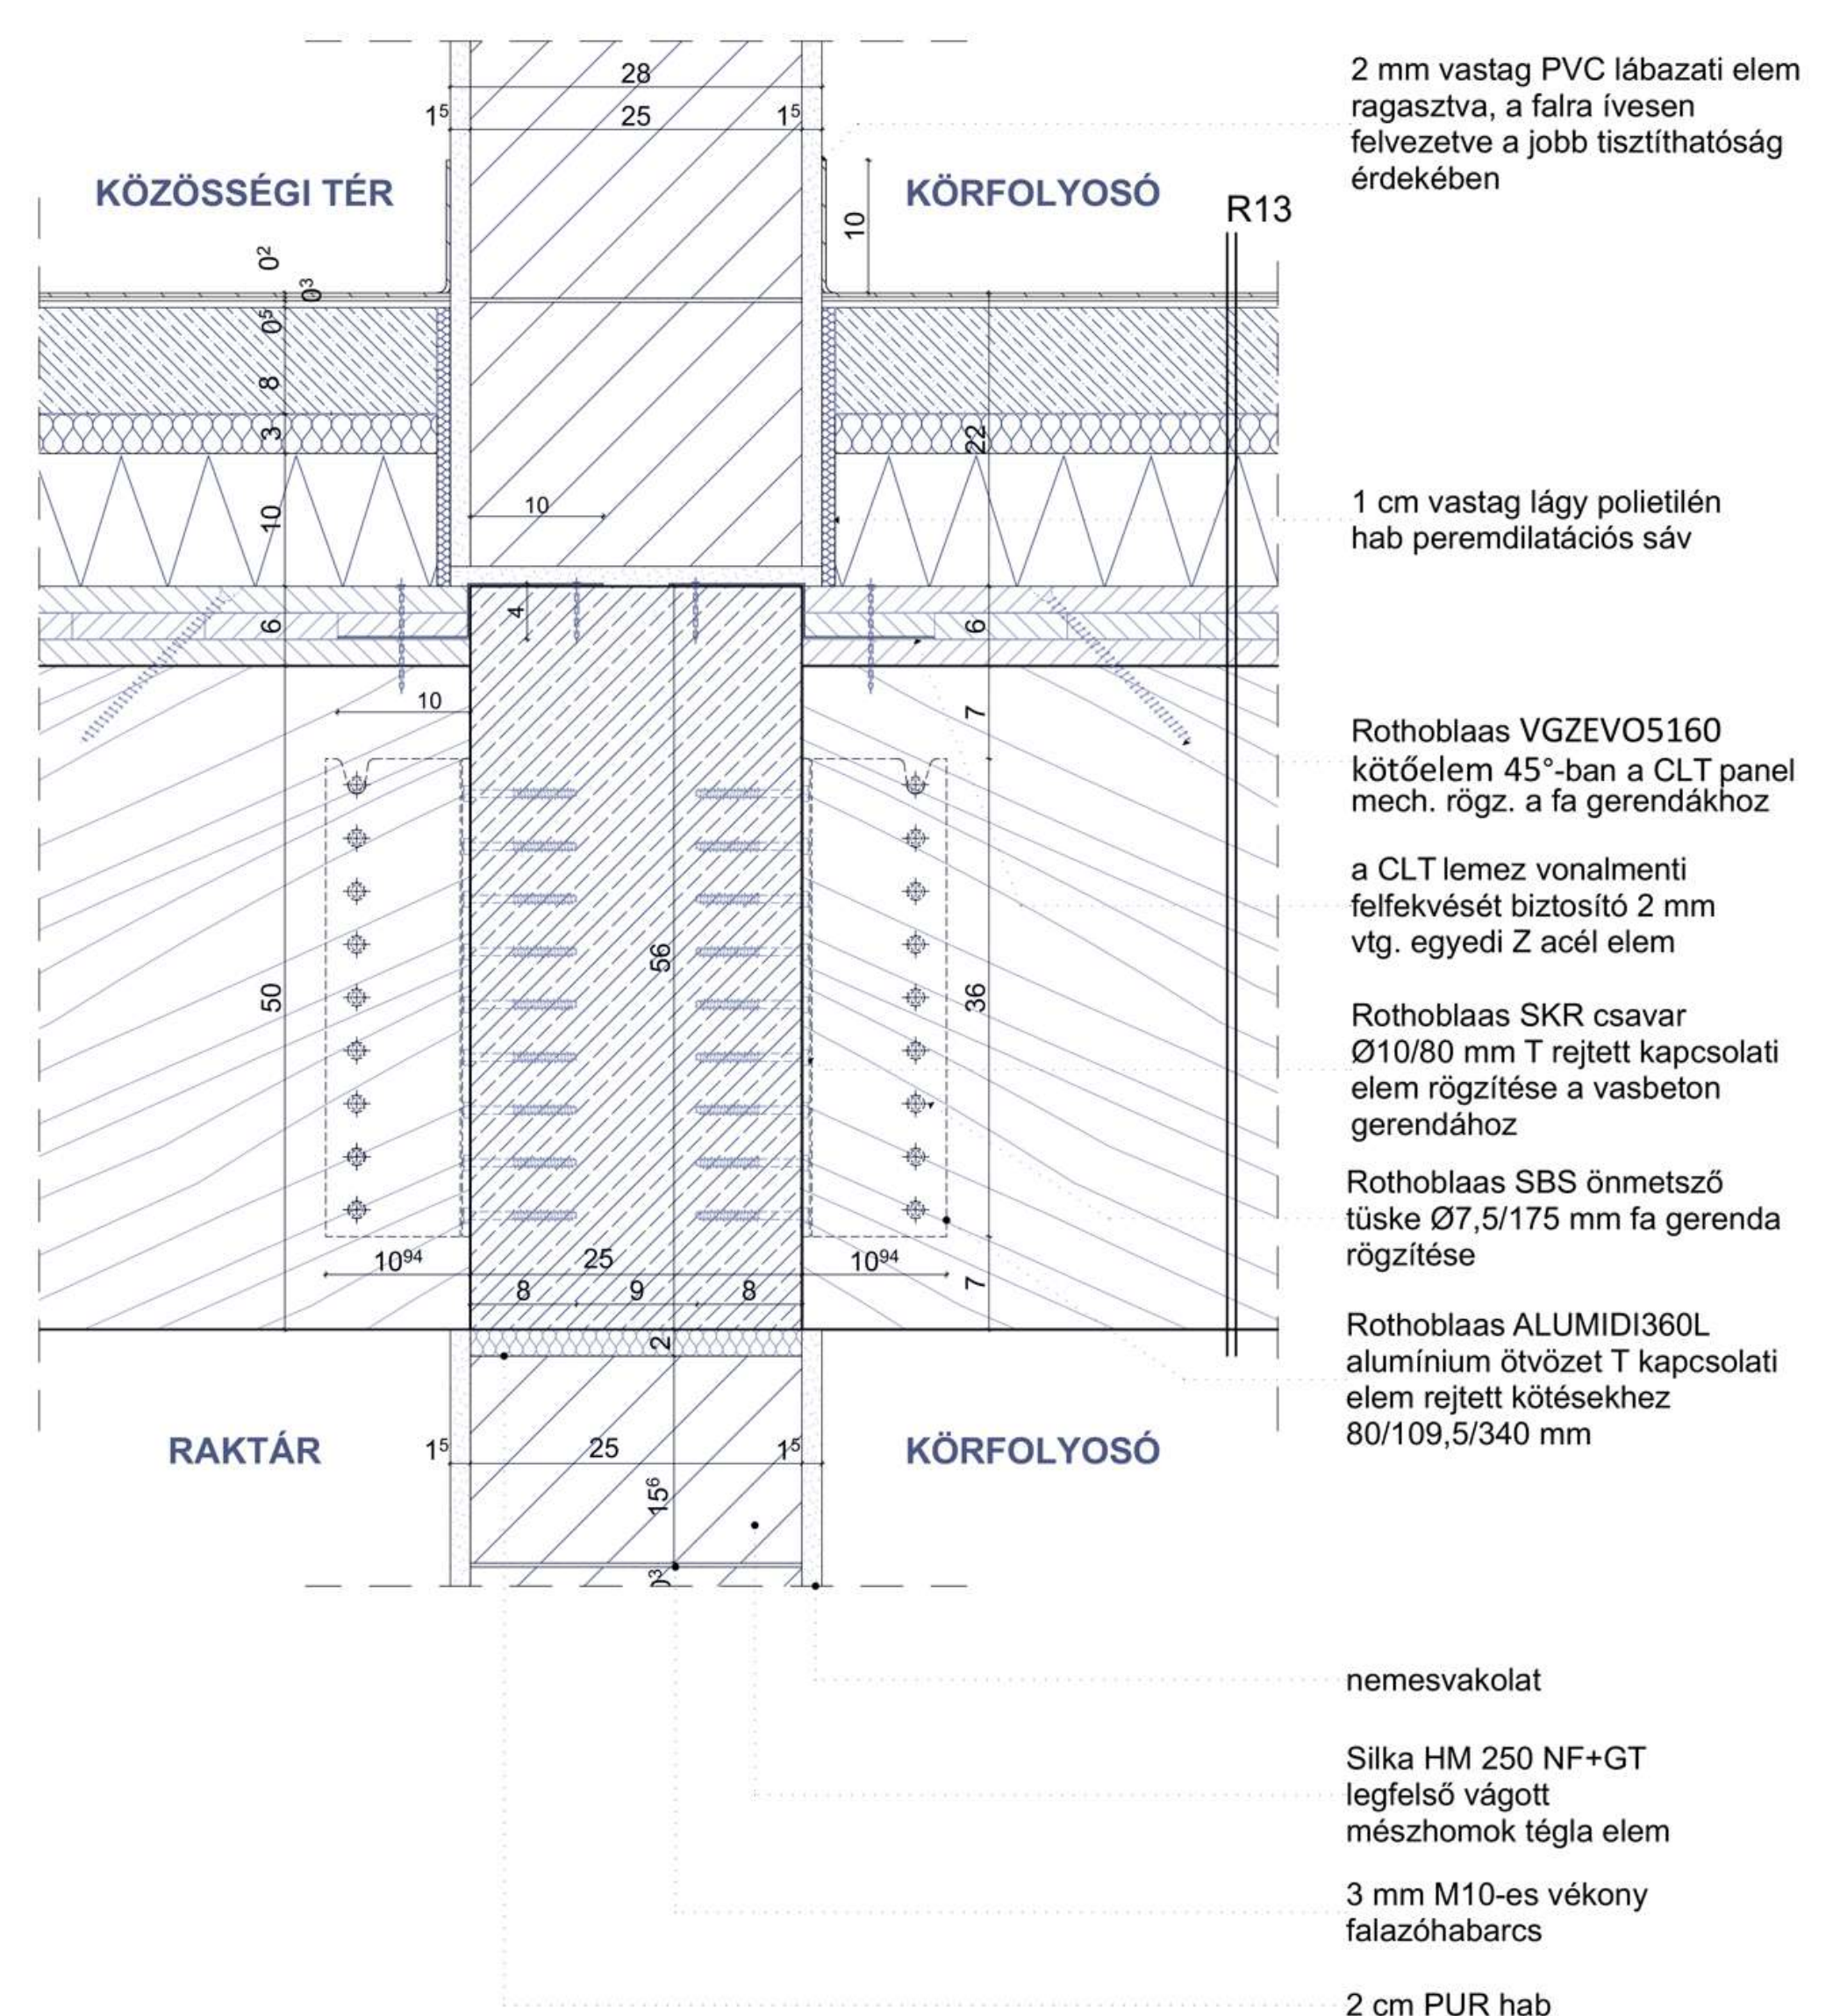 28
1⁵
25
1⁵
2 mm vastag PVC lábazati elem
ragasztva, a falra ívesen
felvezetve a jobb tisztíthatóság
érdekében
KÖZÖSSÉGI TÉR
KÖRFOLYOSÓ
R13
10
0²
0³
0⁵
8
3
22
10
10
1 cm vastag lágy polietilén
hab peremdilatációs sáv
4
6
6
10
7
Rothoblaas VGZEVO5160
kötőelem 45°-ban a CLT panel
mech. rögz. a fa gerendákhoz
a CLT lemez vonalmenti
felfekvését biztosító 2 mm
vtg. egyedi Z acél elem
56
50
36
Rothoblaas SKR csavar
Ø10/80 mm T rejtett kapcsolati
elem rögzítése a vasbeton
gerendához
Rothoblaas SBS önmetsző
tüske Ø7,5/175 mm fa gerenda
rögzítése
10⁹⁴
25
10⁹⁴
8
9
8
7
2
Rothoblaas ALUMIDI360L
alumínium ötvözet T kapcsolati
elem rejtett kötésekhez
80/109,5/340 mm
RAKTÁR
1⁵
25
1⁵
KÖRFOLYOSÓ
15⁶
0³
nemesvakolat
Silka HM 250 NF+GT
legfelső vágott
mészhomok tégla elem
3 mm M10-es vékony
falazóhabarcs
2 cm PUR hab